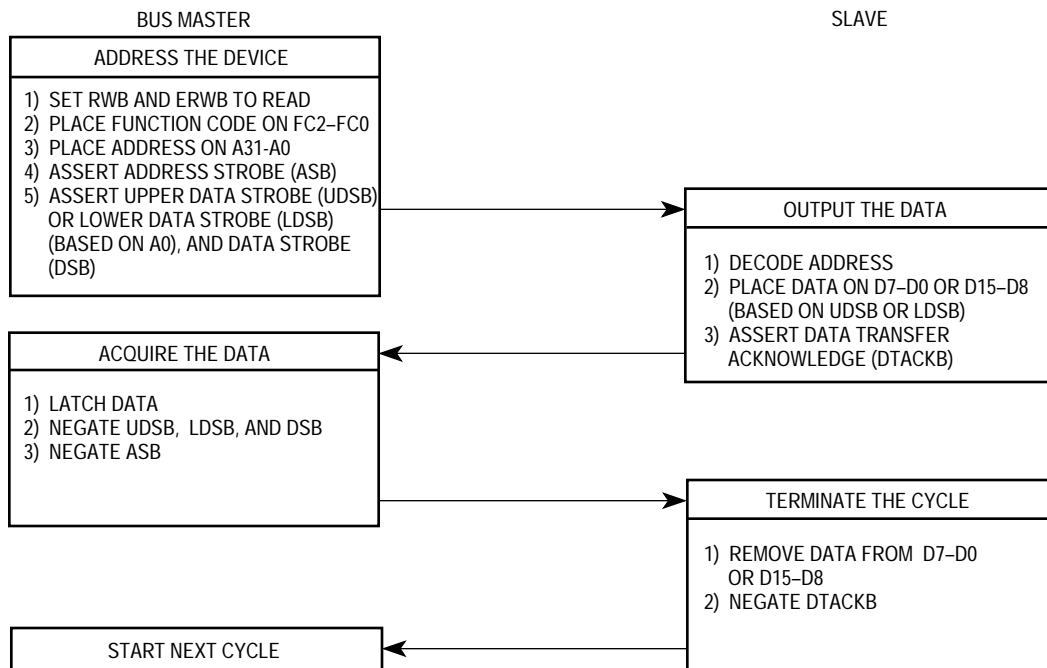 BUS MASTER
SLAVE
ADDRESS THE DEVICE
1) SET RWB AND ERWB TO READ
2) PLACE FUNCTION CODE ON FC2–FC0
3) PLACE ADDRESS ON A31-A0
4) ASSERT ADDRESS STROBE (ASB)
5) ASSERT UPPER DATA STROBE (UDSB)
OR LOWER DATA STROBE (LDSB)
(BASED ON A0), AND DATA STROBE
(DSB)
OUTPUT THE DATA
1) DECODE ADDRESS
2) PLACE DATA ON D7–D0 OR D15–D8
(BASED ON UDSB OR LDSB)
3) ASSERT DATA TRANSFER
ACKNOWLEDGE (DTACKB)
ACQUIRE THE DATA
1) LATCH DATA
2) NEGATE UDSB, LDSB, AND DSB
3) NEGATE ASB
TERMINATE THE CYCLE
1) REMOVE DATA FROM D7–D0
OR D15–D8
2) NEGATE DTACKB
START NEXT CYCLE